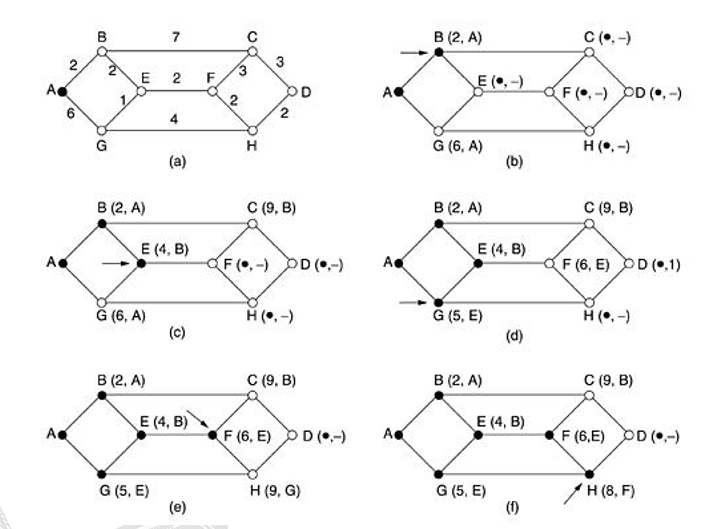 B 7 C
2 2 3 3
A E 2 F D
6 1 2 2
4
G H
(a)
B (2, A) C (•, –)
A E (•, –) F (•, –) D (•, –)
G (6, A) H (•, –)
(b)
B (2, A) C (9, B)
E (4, B)
A F (•, –) D (•,–)
G (6, A) H (•, –)
(c)
B (2, A) C (9, B)
E (4, B)
A F (6, E) D (•,1)
G (5, E) H (•, –)
(d)
B (2, A) C (9, B)
E (4, B)
A F (6, E) D (•,–)
G (5, E) H (9, G)
(e)
B (2, A) C (9, B)
E (4, B)
A F (6,E) D (•,–)
G (5, E) H (8, F)
(f)